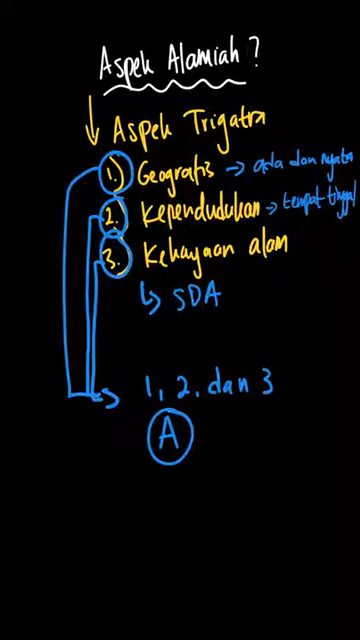 Aspek Alamiah?
Aspek Trigatra
1.) Geografis → ada dan nyata
2. Kependudukan → tempat tinggal
3. Kekayaan alam
↳ SDA
→ 1, 2, dan 3
A